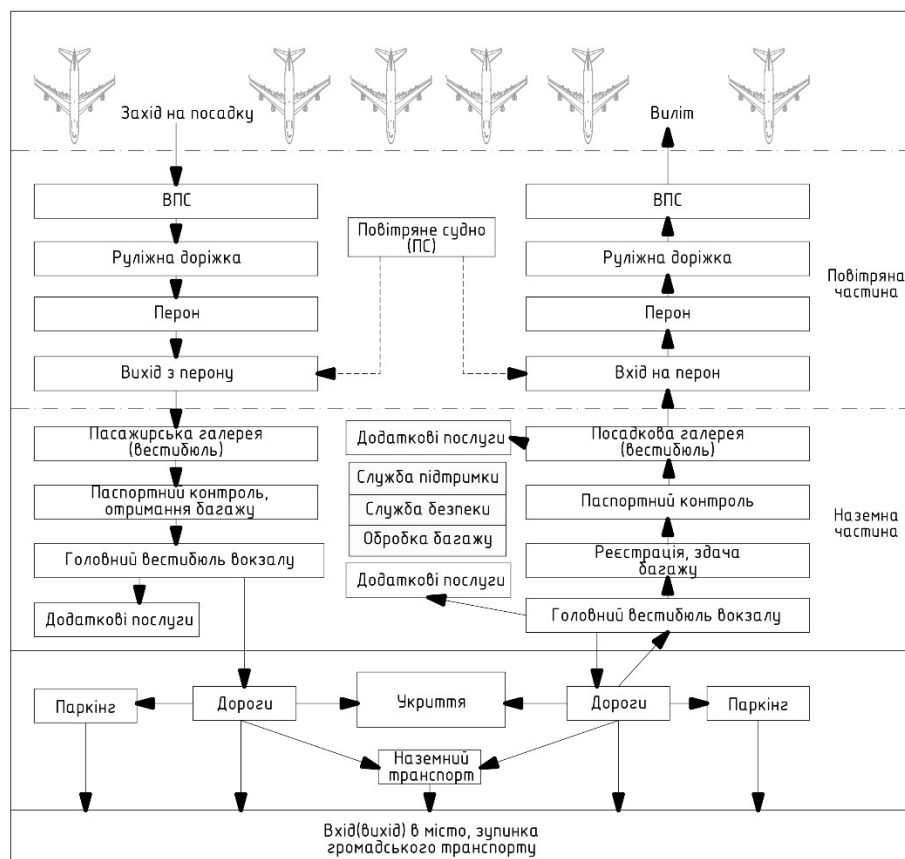 Захід на посадку
Виліт
ВПС
ВПС
Повітряне судно
(ПС)
Руліжна доріжка
Руліжна доріжка
Повітряна
частина
Перон
Перон
Вихід з перону
Вхід на перон
Пасажирська галерея
(вестибюль)
Додаткові послуги
Посадкова галерея
(вестибюль)
Служба підтримки
Паспортний контроль,
отримання багажу
Паспортний контроль
Служба безпеки
Наземна
частина
Обробка багажу
Головний вестибюль вокзалу
Реєстрація, здача
багажу
Додаткові послуги
Додаткові послуги
Головний вестибюль вокзалу
Паркінг
Дороги
Укриття
Дороги
Паркінг
Наземний
транспорт
Вхід(вихід) в місто, зупинка
громадського транспорту